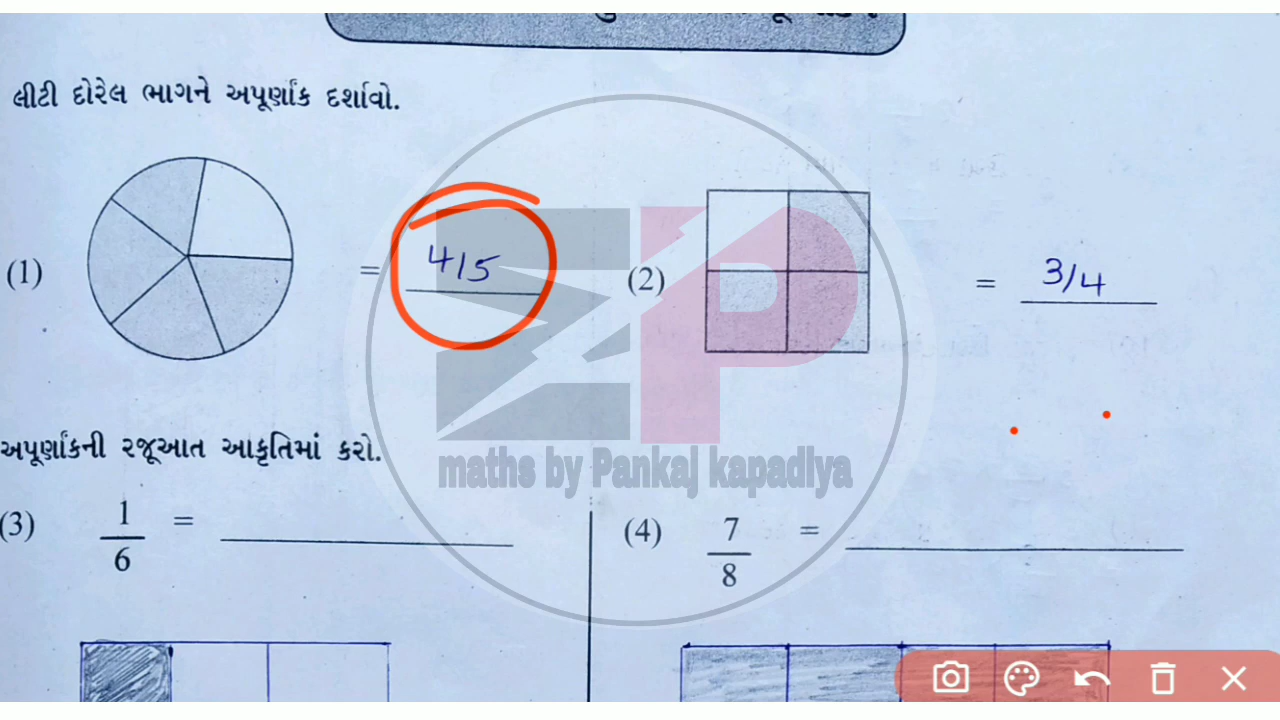 લીટી દોરેલ ભાગને અપૂર્ણાંક દર્શાવો.
(1) = 4/5 (2) = 3/4
maths by Pankaj kapadiya
અપૂર્ણાંકની રજૂઆત આકૃતિમાં કરો.
(3) 1/6 = (4) 7/8 =